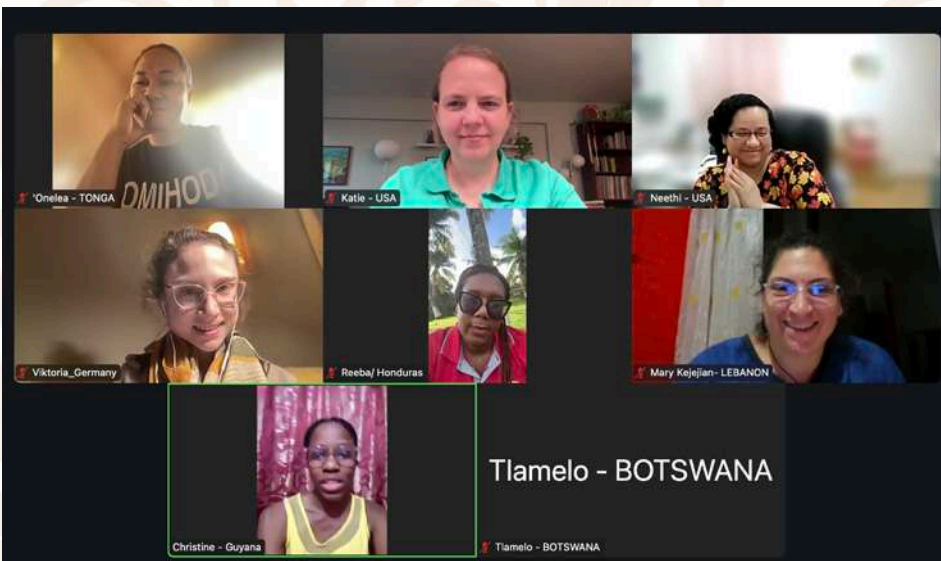 DMIHOD
'Onelea - TONGA
Katie - USA
Neethi - USA
Viktoria_Germany
Reeba/ Honduras
Mary Kejejian- LEBANON
Christine - Guyana
Tlamelo - BOTSWANA
Tlamelo - BOTSWANA